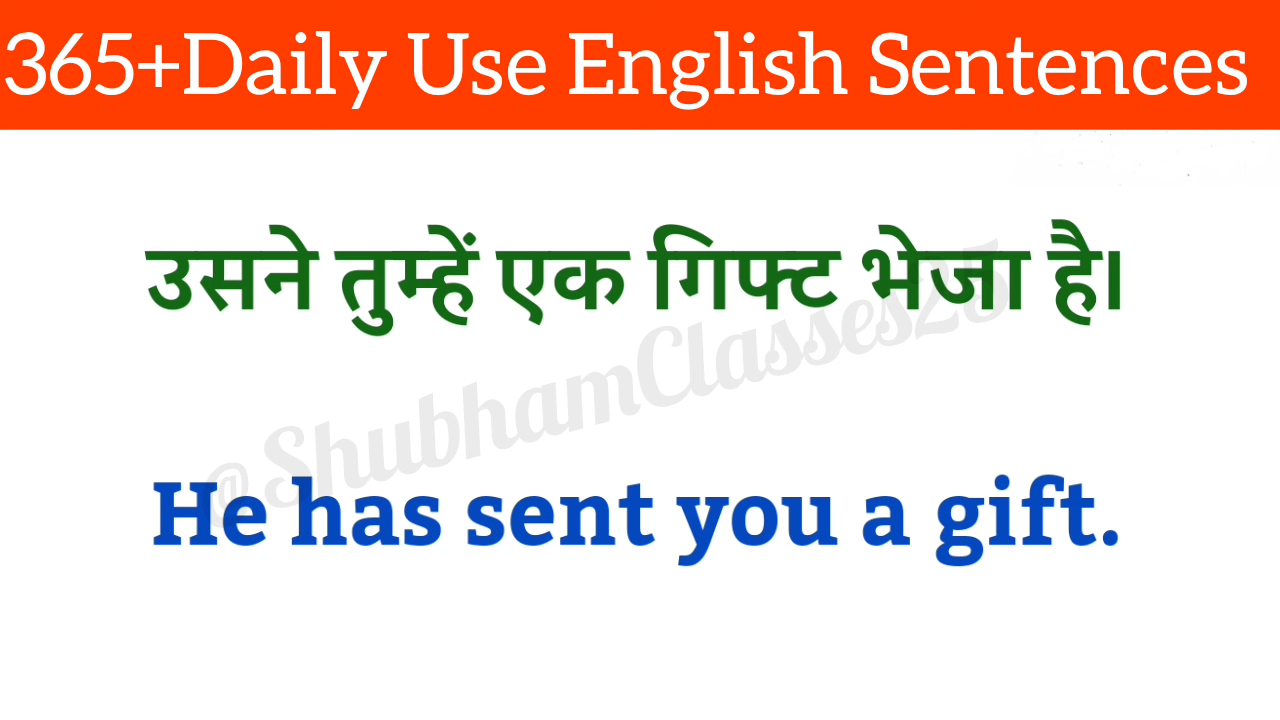 365+Daily Use English Sentences
उसने तुम्हें एक गिफ्ट भेजा है।
@ShubhamClasses25
He has sent you a gift.